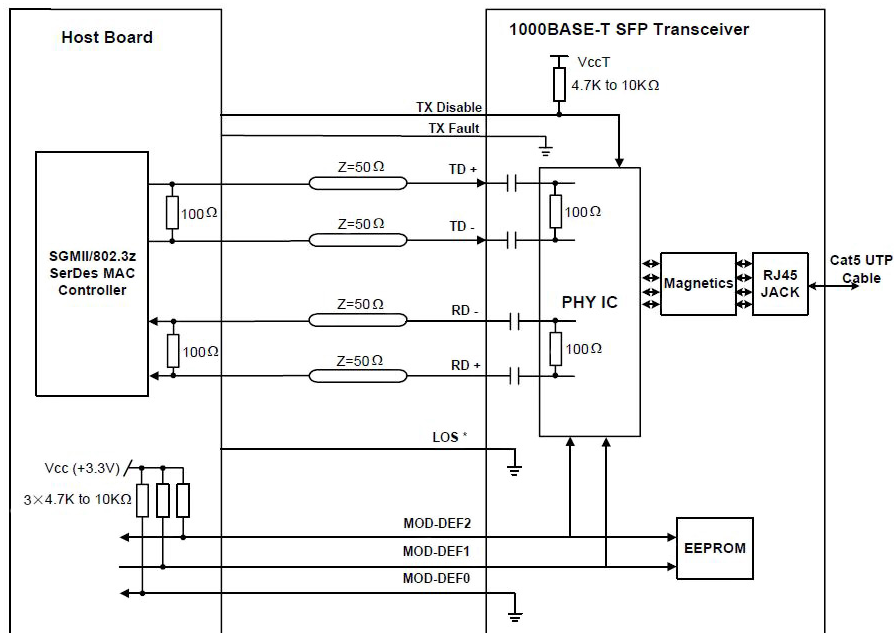 Host Board
1000BASE-T SFP Transceiver
VccT
4.7K to 10KΩ
TX Disable
TX Fault
Z=50Ω
TD +
100Ω
100Ω
Z=50Ω
TD -
SGMII/802.3z
SerDes MAC
Controller
PHY IC
Magnetics
RJ45
JACK
Cat5 UTP
Cable
Z=50Ω
RD -
100Ω
100Ω
Z=50Ω
RD +
LOS *
Vcc (+3.3V)
3×4.7K to 10KΩ
MOD-DEF2
MOD-DEF1
MOD-DEF0
EEPROM